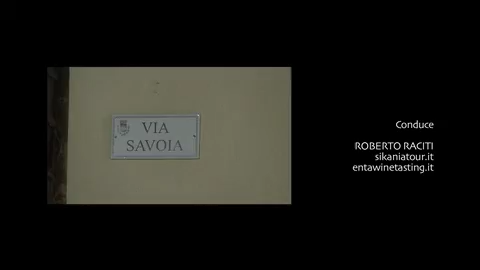 VIA
SAVOIA
Conduce
ROBERTO RACITI
sikaniatour.it
entawinetasting.it